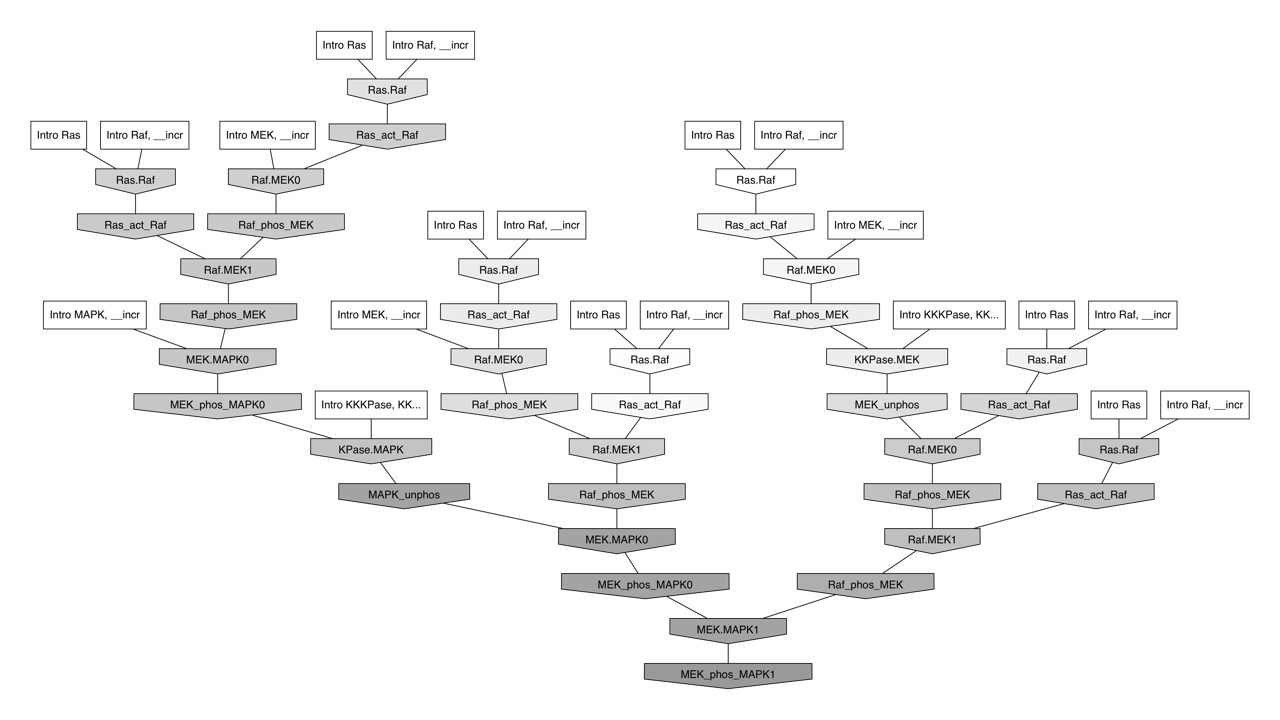 Intro Ras
Intro Raf, __incr
Ras.Raf
Intro Ras
Intro Raf, __incr
Intro MEK, __incr
Ras_act_Raf
Intro Ras
Intro Raf, __incr
Ras.Raf
Raf.MEK0
Ras.Raf
Ras_act_Raf
Raf_phos_MEK
Intro Ras
Intro Raf, __incr
Ras_act_Raf
Intro MEK, __incr
Raf.MEK1
Ras.Raf
Raf.MEK0
Intro MAPK, __incr
Raf_phos_MEK
Intro MEK, __incr
Ras_act_Raf
Intro Ras
Intro Raf, __incr
Raf_phos_MEK
Intro KKKPase, KK...
Intro Ras
Intro Raf, __incr
MEK.MAPK0
Raf.MEK0
Ras.Raf
KKPase.MEK
Ras.Raf
MEK_phos_MAPK0
Intro KKKPase, KK...
Raf_phos_MEK
Ras_act_Raf
MEK_unphos
Ras_act_Raf
Intro Ras
Intro Raf, __incr
KPase.MAPK
Raf.MEK1
Raf.MEK0
Ras.Raf
MAPK_unphos
Raf_phos_MEK
Raf_phos_MEK
Ras_act_Raf
MEK.MAPK0
Raf.MEK1
MEK_phos_MAPK0
Raf_phos_MEK
MEK.MAPK1
MEK_phos_MAPK1